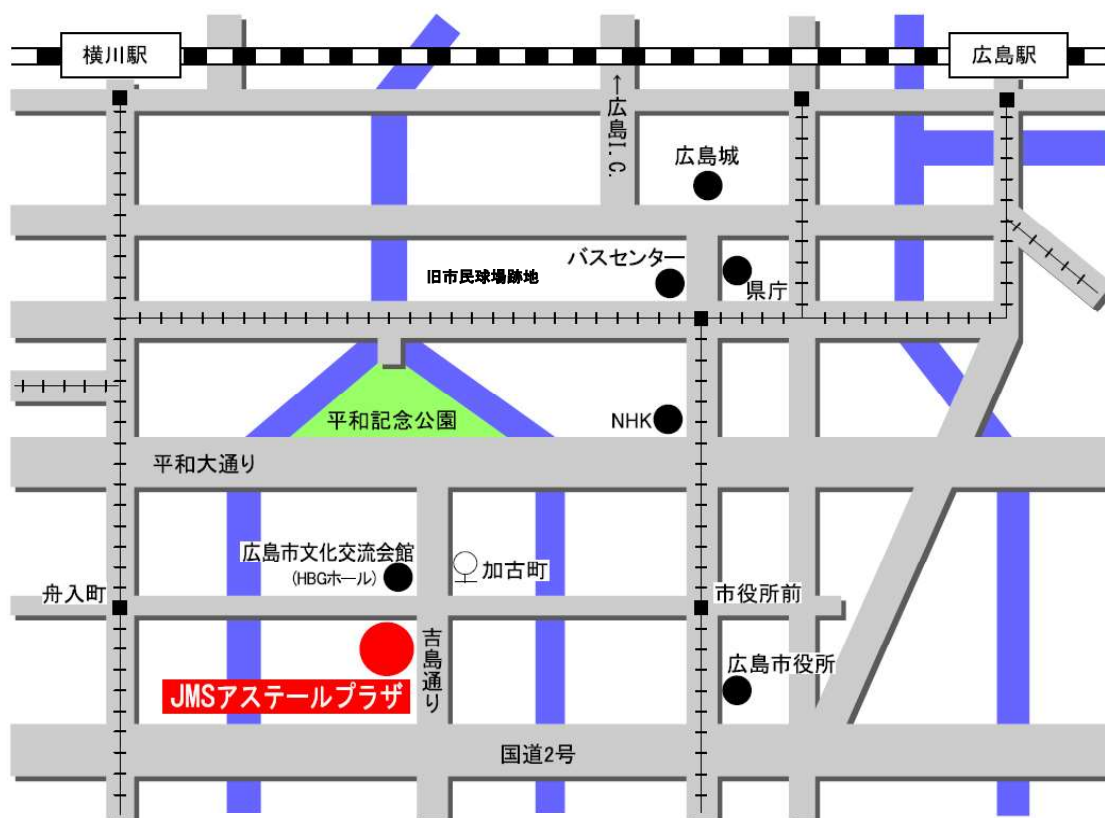 横川駅
広島駅
←広島I.C.
広島城
バスセンター
県庁
旧市民球場跡地
平和記念公園
NHK
平和大通り
広島市文化交流会館
(HBGホール)
加古町
舟入町
市役所前
吉島通り
広島市役所
JMSアステールプラザ
国道2号